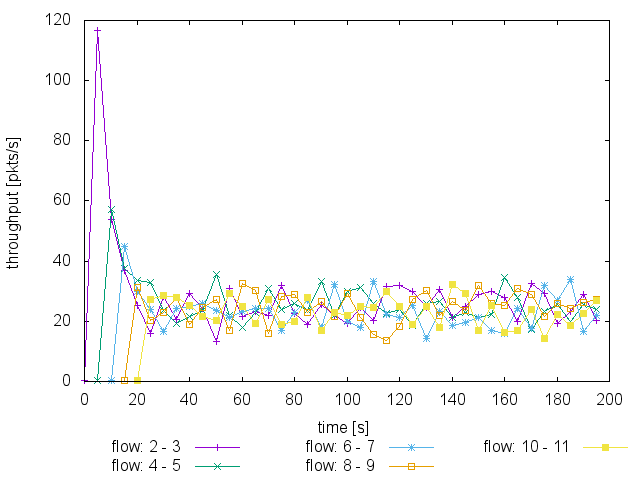 120
100
80
60
40
20
0
throughput [pkts/s]
0 20 40 60 80 100 120 140 160 180 200
time [s]
flow: 2 - 3 flow: 6 - 7 flow: 10 - 11
flow: 4 - 5 flow: 8 - 9